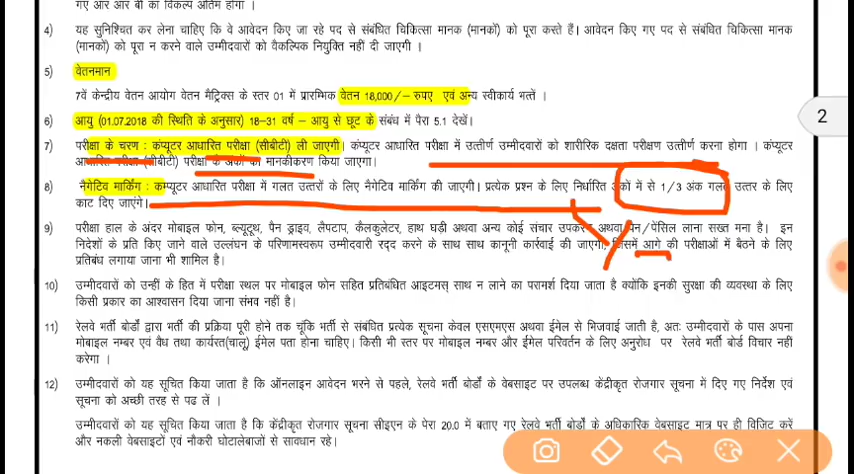 गए आर आर बी का विकल्प अंतिम होगा ।
4) यह सुनिश्चित कर लेना चाहिए कि वे आवेदन किए जा रहे पद से संबंधित चिकित्सा मानक (मानकों) को पूरा करते हैं। आवेदन किए गए पद से संबंधित चिकित्सा मानक
(मानकों) को पूरा न करने वाले उम्मीदवारों को वैकल्पिक नियुक्ति नहीं दी जाएगी ।
5) वेतनमान
7वें केन्द्रीय वेतन आयोग वेतन मैट्रिक्स के स्तर 01 में प्रारम्भिक वेतन 18,000/– रुपए एवं अन्य स्वीकार्य भत्तें ।
6) आयु (01.07.2018 की स्थिति के अनुसार) 18-31 वर्ष – आयु से छूट के संबंध में पैरा 5.1 देखें।
7) परीक्षा के चरण : कंप्यूटर आधारित परीक्षा (सीबीटी) ली जाएगी। कंप्यूटर आधारित परीक्षा में उत्तीर्ण उम्मीदवारों को शारीरिक दक्षता परीक्षण उत्तीर्ण करना होगा । कंप्यूटर
आधारित परीक्षा (सीबीटी) परीक्षा के अंकों का मानकीकरण किया जाएगा।
8) नैगेटिव मार्किंग : कम्प्यूटर आधारित परीक्षा में गलत उत्तरों के लिए नैगेटिव मार्किंग की जाएगी। प्रत्येक प्रश्न के लिए निर्धारित अंकों में से 1/3 अंक गलत उत्तर के लिए
काट दिए जाएंगे।
9) परीक्षा हाल के अंदर मोबाइल फोन, ब्ल्यूटूथ, पैन ड्राइव, लैपटाप, कैलकुलेटर, हाथ घड़ी अथवा अन्य कोई संचार उपकरण अथवा पैन/पेंसिल लाना सख्त मना है। इन
निदेशों के प्रति किए जाने वाले उल्लंघन के परिणामस्वरूप उम्मीदवारी रद्द करने के साथ साथ कानूनी कार्रवाई की जाएगी, जिसमें आगे की परीक्षाओं में बैठने के लिए
प्रतिबंध लगाया जाना भी शामिल है।
10) उम्मीदवारों को उन्हीं के हित में परीक्षा स्थल पर मोबाइल फोन सहित प्रतिबंधित आइटमस् साथ न लाने का परामर्श दिया जाता है क्योंकि इनकी सुरक्षा की व्यवस्था के लिए
किसी प्रकार का आश्वासन दिया जाना संभव नहीं है।
11) रेलवे भर्ती बोर्डों द्वारा भर्ती की प्रक्रिया पूरी होने तक चूंकि भर्ती से संबंधित प्रत्येक सूचना केवल एसएमएस अथवा ईमेल से भिजवाई जाती है, अतः उम्मीदवारों के पास अपना
मोबाइल नम्बर एवं वैध तथा कार्यरत(चालू) ईमेल पता होना चाहिए। किसी भी स्तर पर मोबाइल नम्बर और ईमेल परिवर्तन के लिए अनुरोध पर रेलवे भर्ती बोर्ड विचार नहीं
करेगा ।
12) उम्मीदवारों को यह सूचित किया जाता है कि ऑनलाइन आवेदन भरने से पहले, रेलवे भर्ती बोर्डों के वेबसाइट पर उपलब्ध केंद्रीकृत रोजगार सूचना में दिए गए निर्देश एवं
सूचना को अच्छी तरह से पढ लें ।
उम्मीदवारों को यह सूचित किया जाता है कि केंद्रीकृत रोजगार सूचना सीइएन के पेरा 20.0 में बताए गए रेलवे भर्ती बोर्डों के अधिकारिक वेबसाइट मात्र पर ही विजिट करें
और नकली वेबसाइटों एवं नौकरी घोटालेबाजों से सावधान रहे।
2